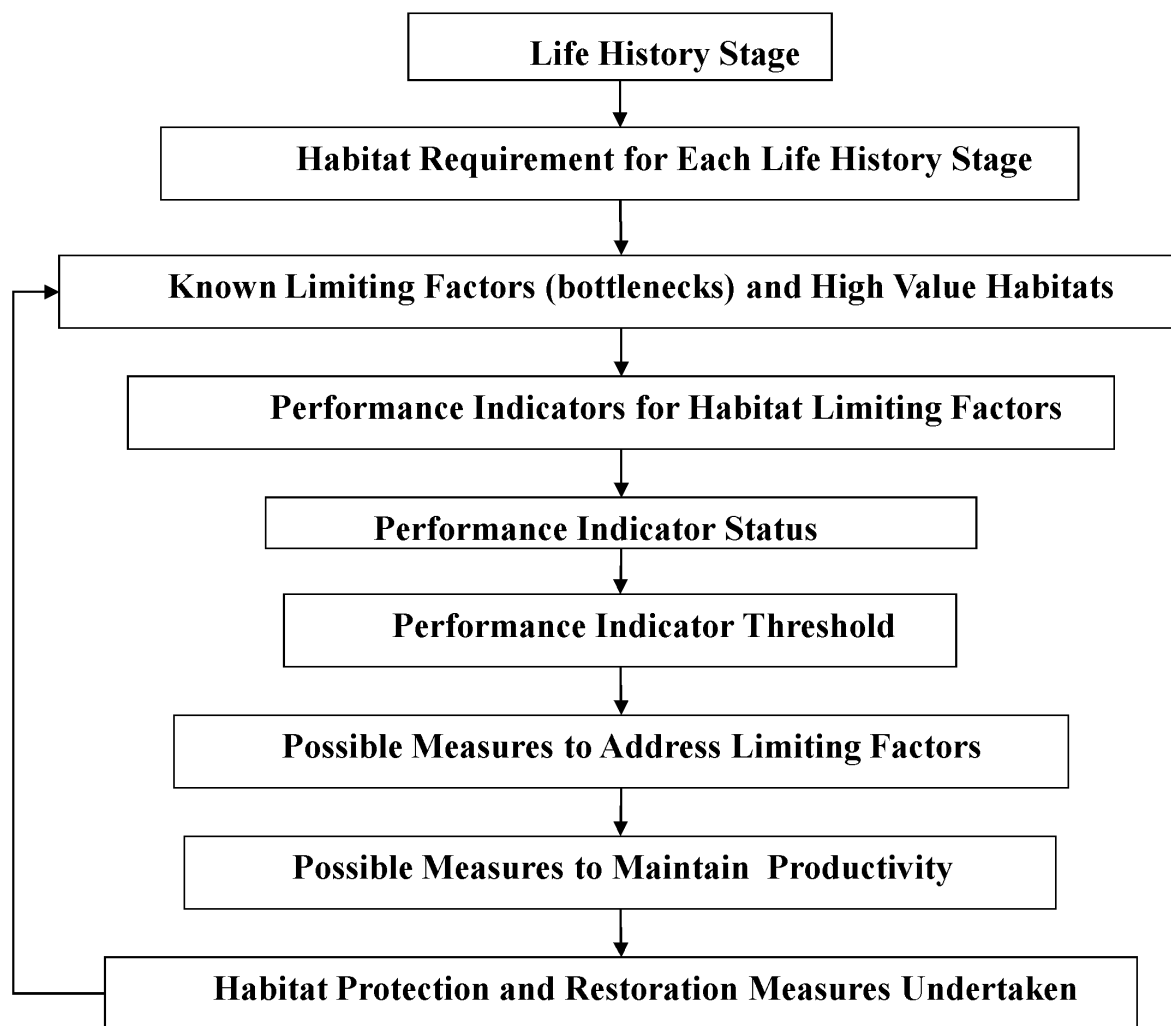 Life History Stage
Habitat Requirement for Each Life History Stage
Known Limiting Factors (bottlenecks) and High Value Habitats
Performance Indicators for Habitat Limiting Factors
Performance Indicator Status
Performance Indicator Threshold
Possible Measures to Address Limiting Factors
Possible Measures to Maintain Productivity
Habitat Protection and Restoration Measures Undertaken